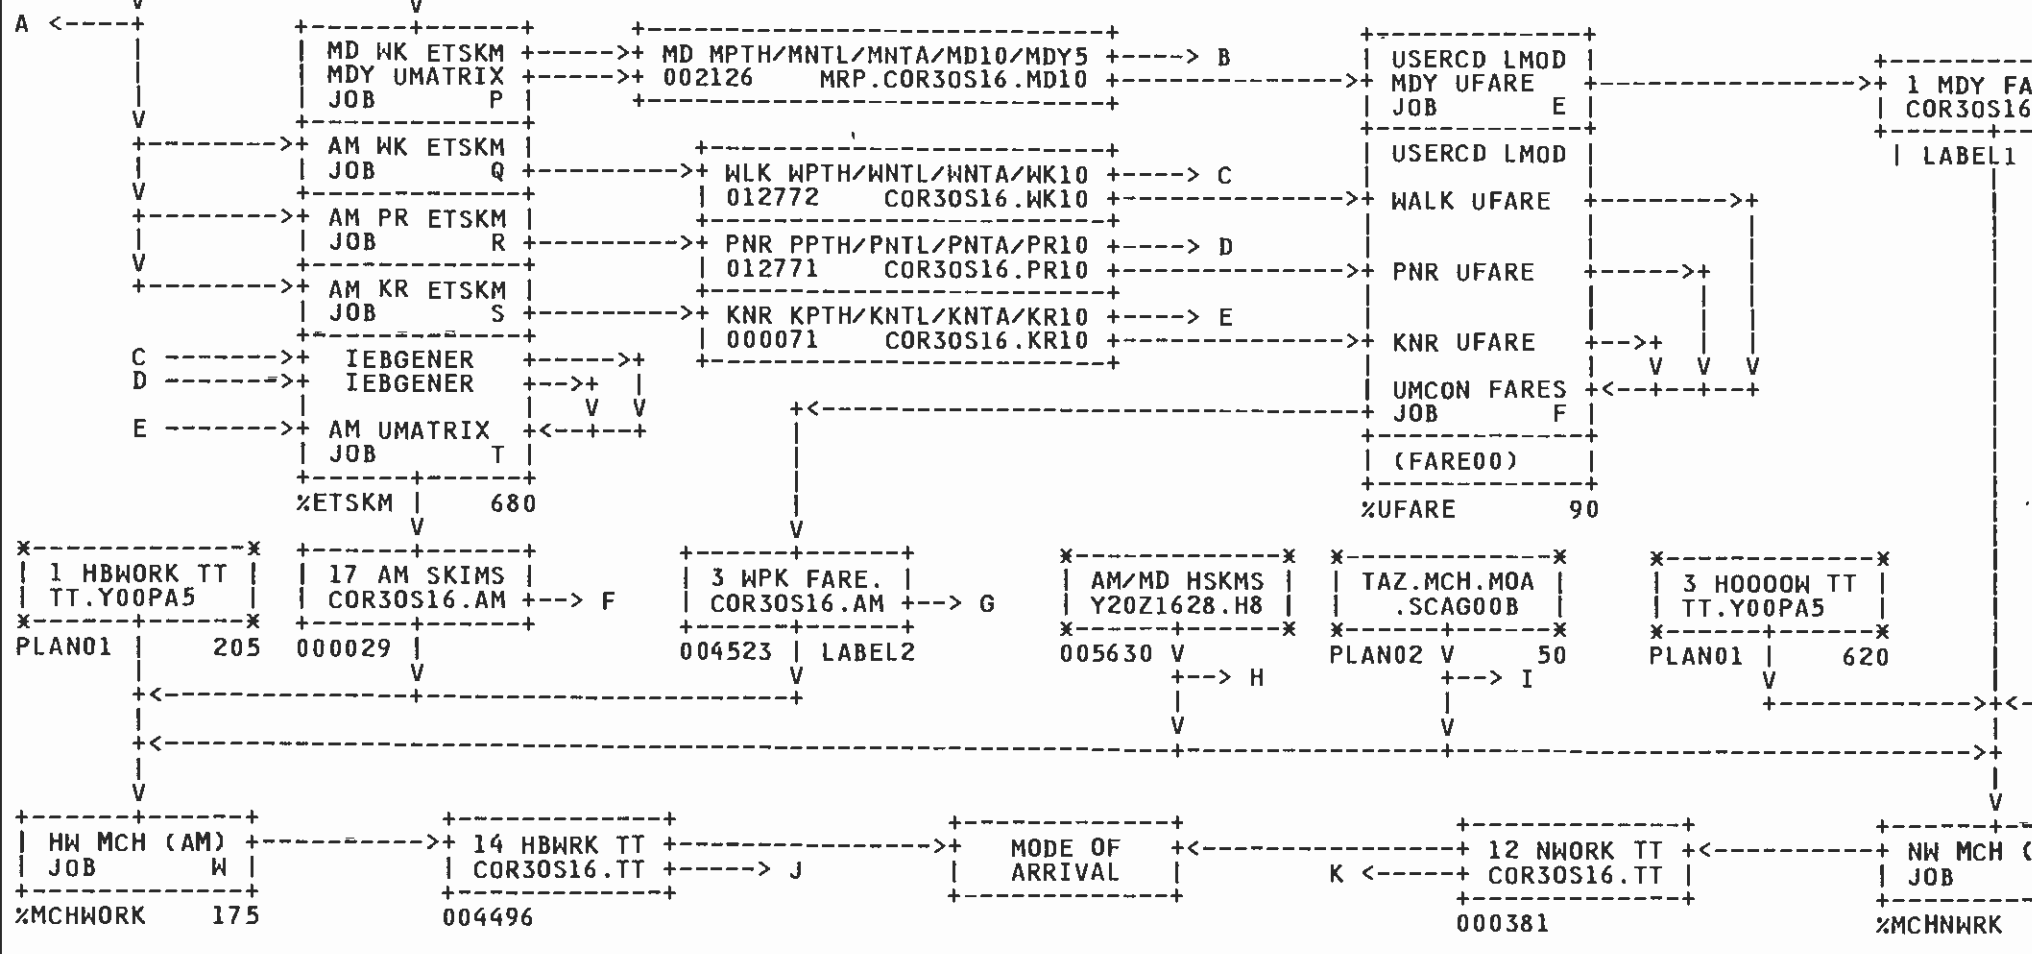 A
MD WK ETSKM
MDY UMATRIX
JOB P
MD MPTH/MNTL/MNTA/MD10/MDY5
002126 MRP.COR30S16.MD10
B
USERCD LMOD
MDY UFARE
JOB E
1 MDY FA
COR30S16
LABEL1
AM WK ETSKM
JOB Q
WLK WPTH/WNTL/WNTA/WK10
012772 COR30S16.WK10
C
USERCD LMOD
WALK UFARE
AM PR ETSKM
JOB R
PNR PPTH/PNTL/PNTA/PR10
012771 COR30S16.PR10
D
PNR UFARE
AM KR ETSKM
JOB S
KNR KPTH/KNTL/KNTA/KR10
000071 COR30S16.KR10
E
KNR UFARE
C IEBGENER
D IEBGENER
UMCON FARES
JOB F
E AM UMATRIX
JOB T
(FARE00)
%ETSKM 680
%UFARE 90
1 HBWORK TT
TT.Y00PA5
PLAN01 205
17 AM SKIMS
COR30S16.AM
F
000029
3 WPK FARE.
COR30S16.AM
G
004523 LABEL2
AM/MD HSKMS
Y20Z1628.H8
005630
H
TAZ.MCH.MOA
.SCAG00B
PLAN02 50
I
3 HOOOOW TT
TT.Y00PA5
PLAN01 620
HW MCH (AM)
JOB W
%MCHWORK 175
14 HBWRK TT
COR30S16.TT
J
004496
MODE OF
ARRIVAL
K
12 NWORK TT
COR30S16.TT
000381
NW MCH (
JOB
%MCHNWRK